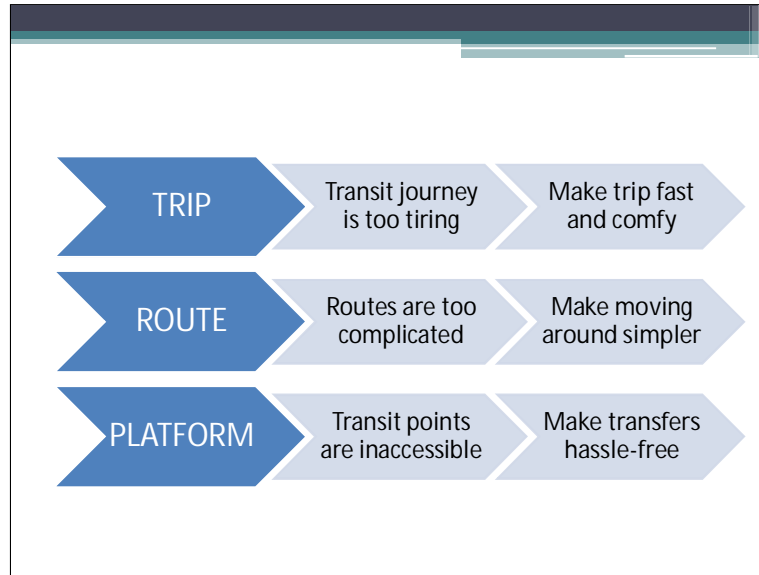 TRIP
Transit journey
is too tiring
Make trip fast
and comfy
ROUTE
Routes are too
complicated
Make moving
around simpler
PLATFORM
Transit points
are inaccessible
Make transfers
hassle-free